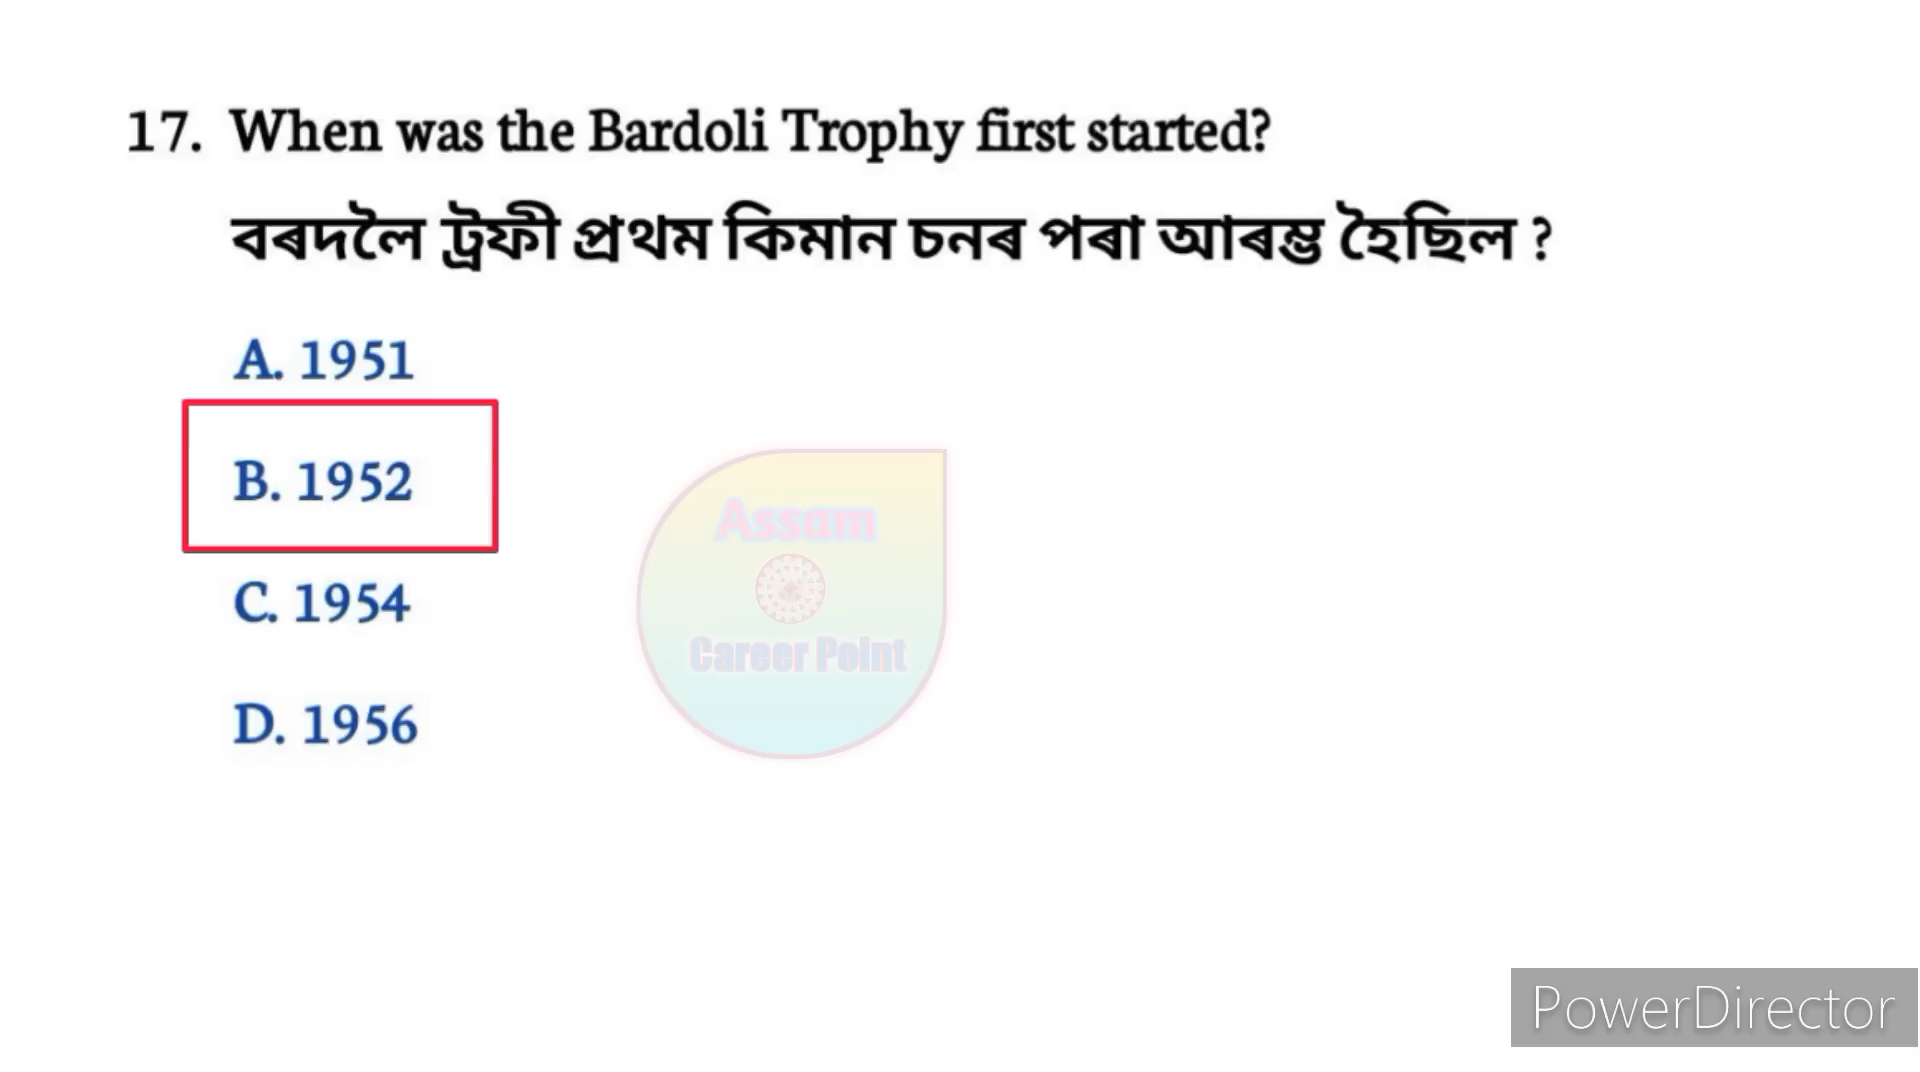 17. When was the Bardoli Trophy first started?
বৰদলৈ ট্ৰফী প্ৰথম কিমান চনৰ পৰা আৰম্ভ হৈছিল ?
A. 1951
B. 1952
C. 1954
D. 1956
Assam
Career Point
PowerDirector